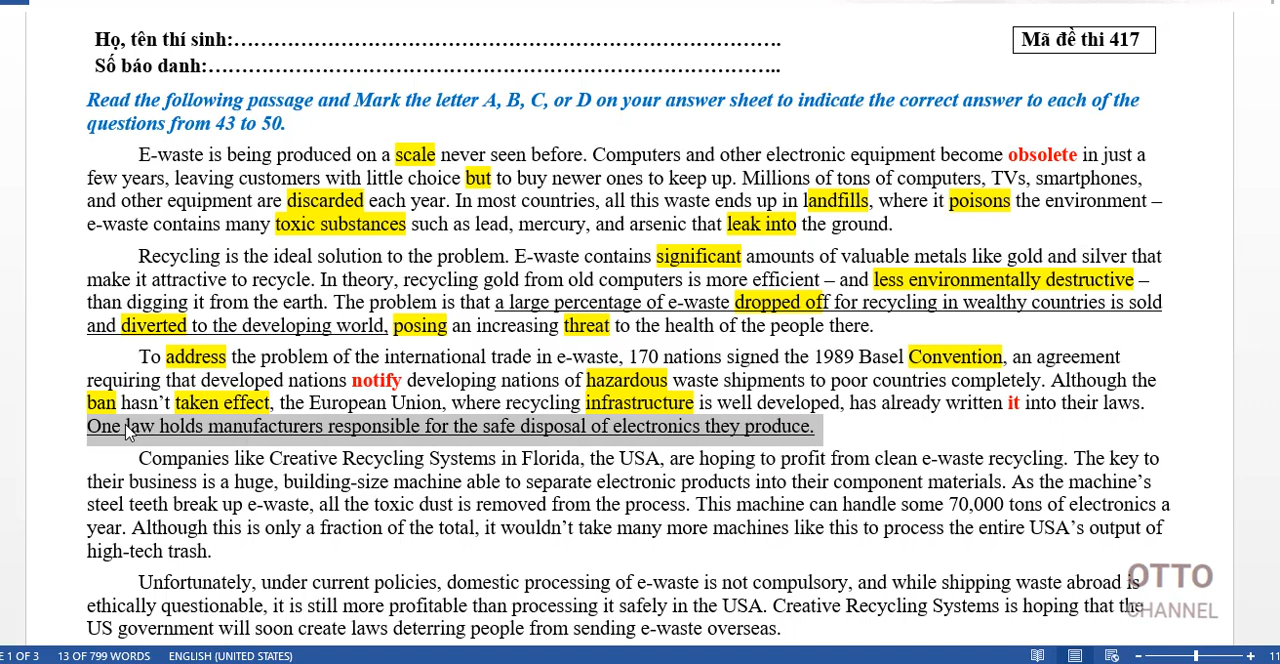 Họ, tên thí sinh:……………………………………………………………………….
Mã đề thi 417
Số báo danh:…………………………………………………………………………..
Read the following passage and Mark the letter A, B, C, or D on your answer sheet to indicate the correct answer to each of the
questions from 43 to 50.
E-waste is being produced on a scale never seen before. Computers and other electronic equipment become obsolete in just a
few years, leaving customers with little choice but to buy newer ones to keep up. Millions of tons of computers, TVs, smartphones,
and other equipment are discarded each year. In most countries, all this waste ends up in landfills, where it poisons the environment –
e-waste contains many toxic substances such as lead, mercury, and arsenic that leak into the ground.
Recycling is the ideal solution to the problem. E-waste contains significant amounts of valuable metals like gold and silver that
make it attractive to recycle. In theory, recycling gold from old computers is more efficient – and less environmentally destructive –
than digging it from the earth. The problem is that a large percentage of e-waste dropped off for recycling in wealthy countries is sold
and diverted to the developing world, posing an increasing threat to the health of the people there.
To address the problem of the international trade in e-waste, 170 nations signed the 1989 Basel Convention, an agreement
requiring that developed nations notify developing nations of hazardous waste shipments to poor countries completely. Although the
ban hasn't taken effect, the European Union, where recycling infrastructure is well developed, has already written it into their laws.
One law holds manufacturers responsible for the safe disposal of electronics they produce.
Companies like Creative Recycling Systems in Florida, the USA, are hoping to profit from clean e-waste recycling. The key to
their business is a huge, building-size machine able to separate electronic products into their component materials. As the machine's
steel teeth break up e-waste, all the toxic dust is removed from the process. This machine can handle some 70,000 tons of electronics a
year. Although this is only a fraction of the total, it wouldn't take many more machines like this to process the entire USA's output of
high-tech trash.
Unfortunately, under current policies, domestic processing of e-waste is not compulsory, and while shipping waste abroad is
ethically questionable, it is still more profitable than processing it safely in the USA. Creative Recycling Systems is hoping that the
US government will soon create laws deterring people from sending e-waste overseas.
OTTO
CHANNEL
E 1 OF 3 13 OF 799 WORDS ENGLISH (UNITED STATES)
11